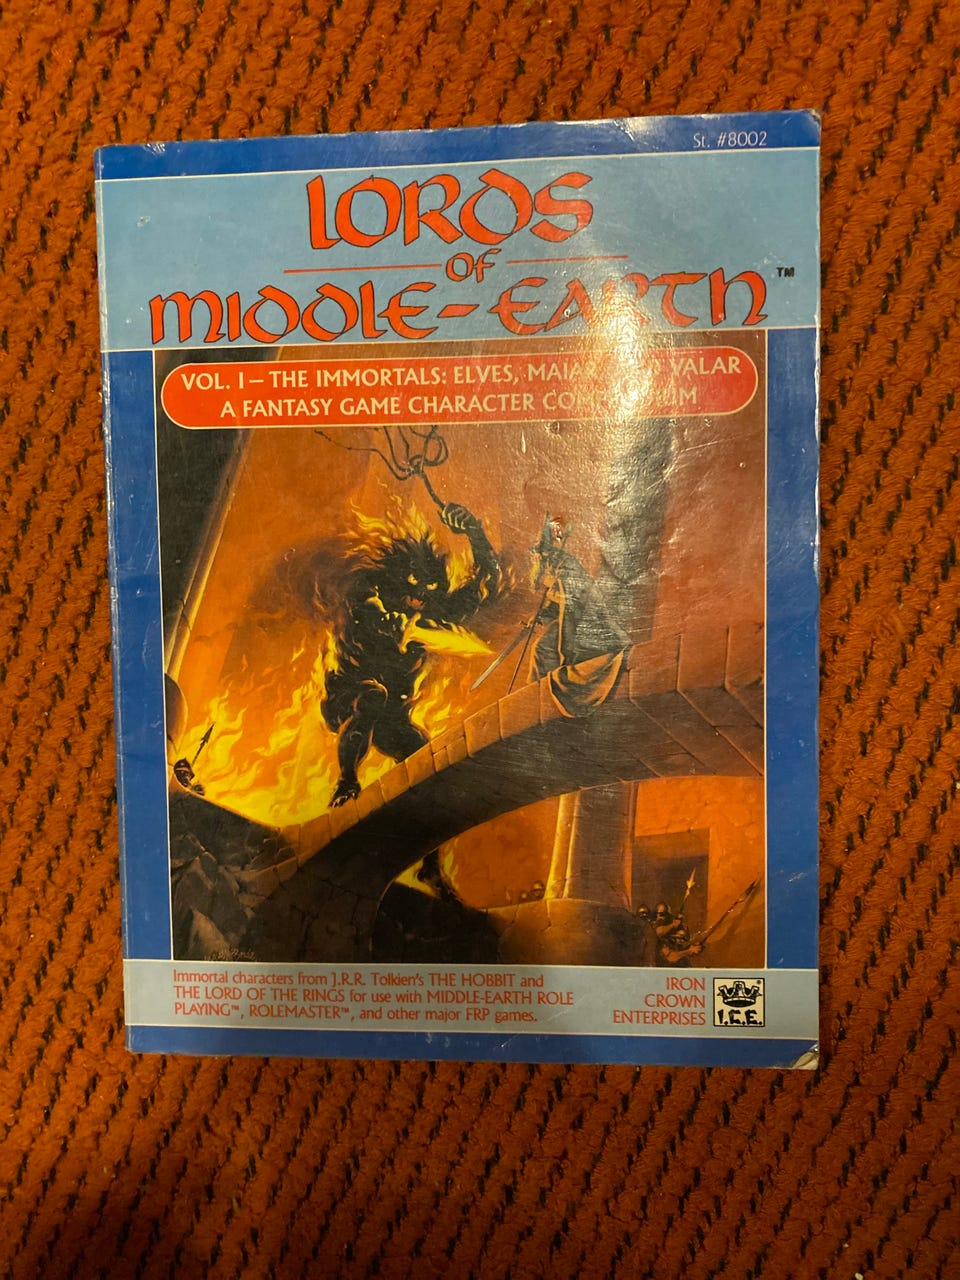 St. #8002
LORDS
OF
MIDDLE-EARTH™
VOL. I – THE IMMORTALS: ELVES, MAIAR VALAR
A FANTASY GAME CHARACTER COMPENDIUM
Immortal characters from J.R.R. Tolkien's THE HOBBIT and
THE LORD OF THE RINGS for use with MIDDLE-EARTH ROLE
PLAYING™, ROLEMASTER™, and other major FRP games.
IRON
CROWN
ENTERPRISES
I.C.E.